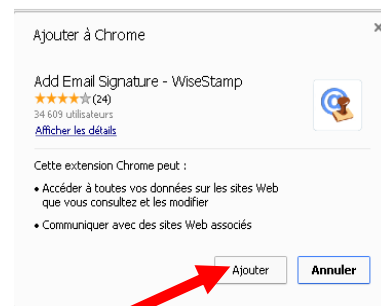 Ajouter à Chrome
×
Add Email Signature - WiseStamp
(24)
34 609 utilisateurs
Afficher les détails
Cette extension Chrome peut :
• Accéder à toutes vos données sur les sites Web
que vous consultez et les modifier
• Communiquer avec des sites Web associés
Ajouter
Annuler